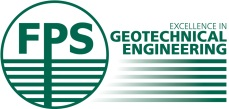 FPS
EXCELLENCE IN
GEOTECHNICAL
ENGINEERING